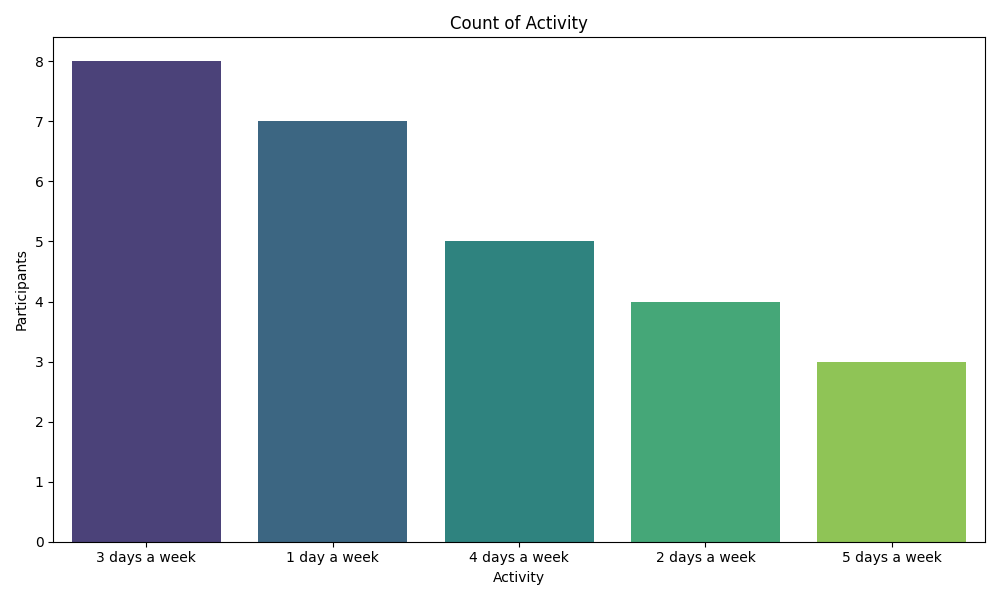 Count of Activity
Participants
8
7
6
5
4
3
2
1
0
3 days a week
1 day a week
4 days a week
2 days a week
5 days a week
Activity